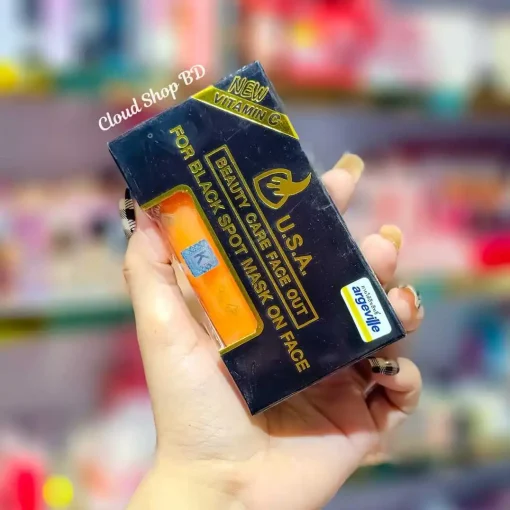 Cloud Shop BD
NEW
VITAMIN C
U.S.A.
BEAUTY CARE FACE OUT
FOR BLACK SPOT MASK ON FACE
K
argeville